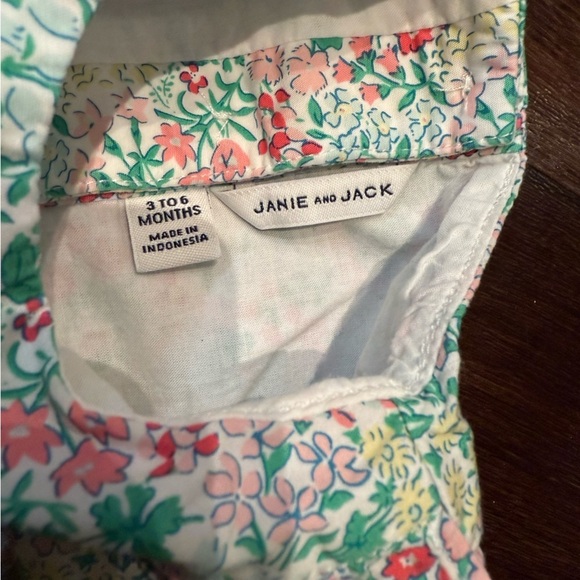 3 TO 6
MONTHS
MADE IN
INDONESIA
JANIE AND JACK